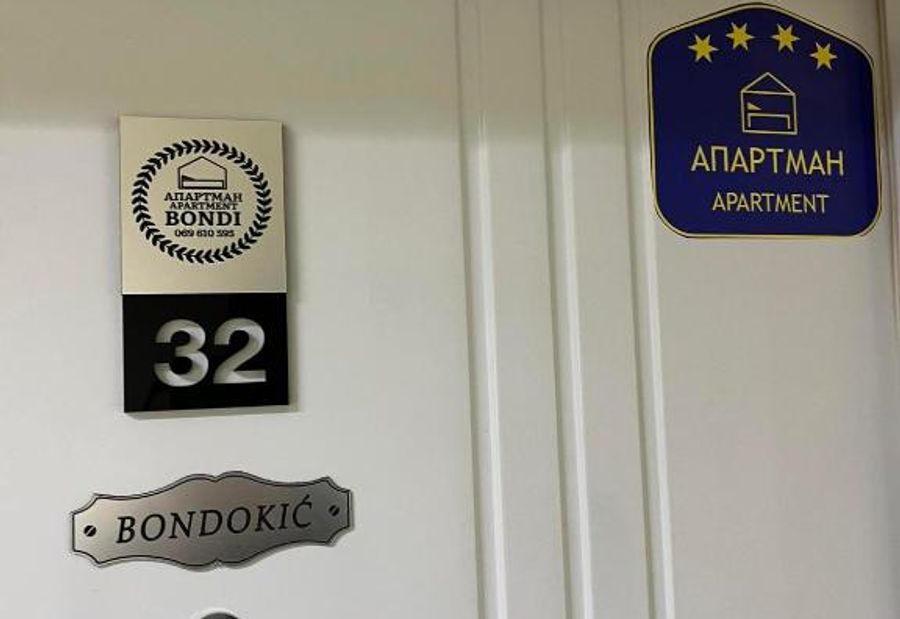 АПАРТМАН
APARTMENT
BONDI
069 610 595
32
BONDOKIĆ
АПАРТМАН
APARTMENT